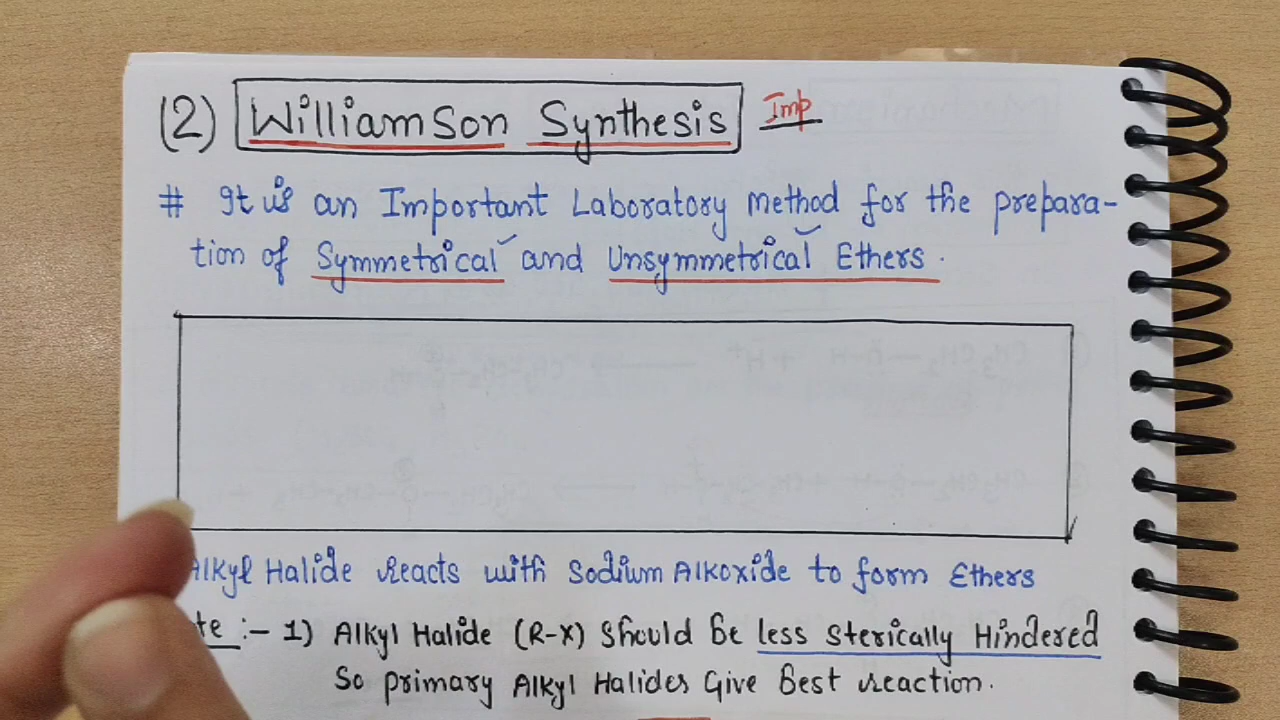 (2) Williamson Synthesis Imp
# It is an Important Laboratory method for the prepara-
tion of Symmetrical and Unsymmetrical Ethers.
Alkyl Halide reacts with Sodium Alkoxide to form Ethers
:- 1) Alkyl Halide (R-X) Should be less sterically Hindered
So primary Alkyl Halides Give Best reaction.